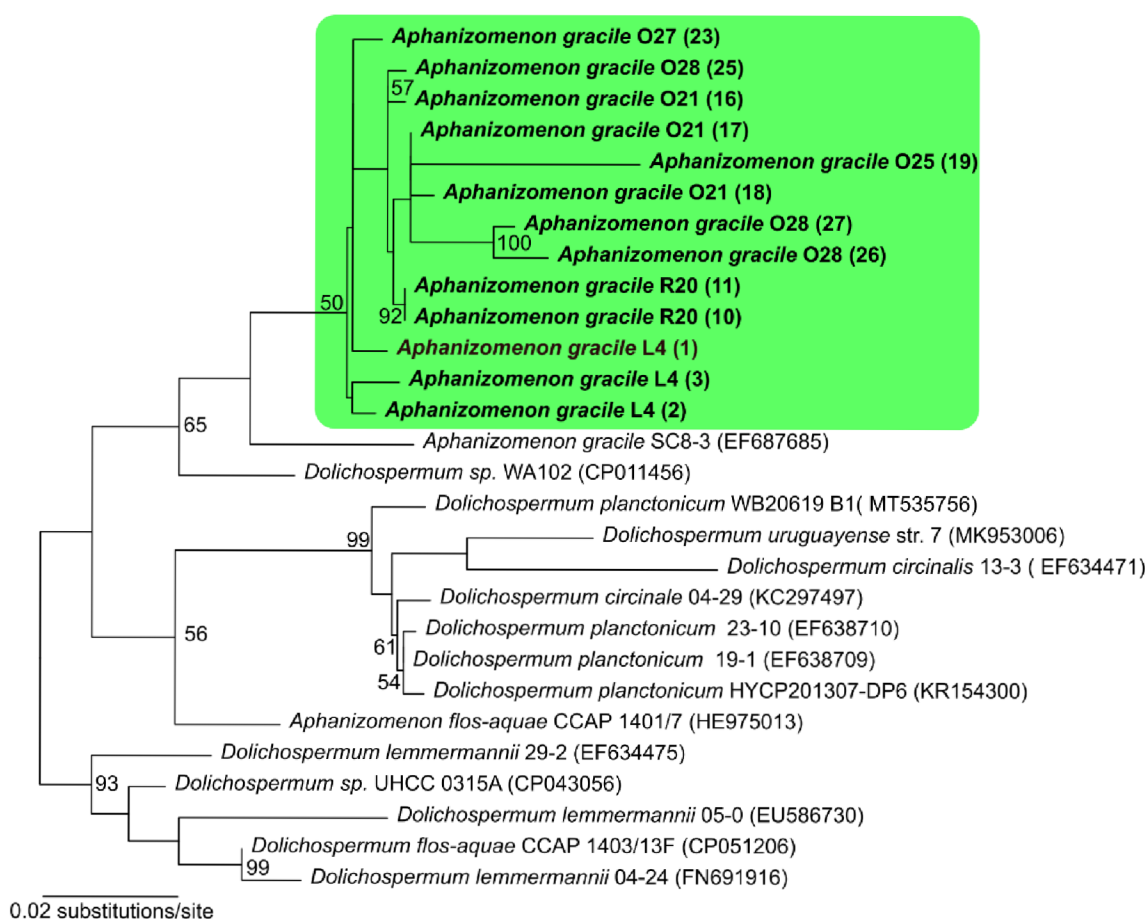 Aphanizomenon gracile O27 (23)
Aphanizomenon gracile O28 (25)
57
Aphanizomenon gracile O21 (16)
Aphanizomenon gracile O21 (17)
Aphanizomenon gracile O25 (19)
Aphanizomenon gracile O21 (18)
Aphanizomenon gracile O28 (27)
100
Aphanizomenon gracile O28 (26)
Aphanizomenon gracile R20 (11)
50
92
Aphanizomenon gracile R20 (10)
Aphanizomenon gracile L4 (1)
Aphanizomenon gracile L4 (3)
Aphanizomenon gracile L4 (2)
65
Aphanizomenon gracile SC8-3 (EF687685)
Dolichospermum sp. WA102 (CP011456)
Dolichospermum planctonicum WB20619 B1( MT535756)
99
Dolichospermum uruguayense str. 7 (MK953006)
Dolichospermum circinalis 13-3 ( EF634471)
Dolichospermum circinale 04-29 (KC297497)
Dolichospermum planctonicum 23-10 (EF638710)
56
61
Dolichospermum planctonicum 19-1 (EF638709)
54
Dolichospermum planctonicum HYCP201307-DP6 (KR154300)
Aphanizomenon flos-aquae CCAP 1401/7 (HE975013)
Dolichospermum lemmermannii 29-2 (EF634475)
93
Dolichospermum sp. UHCC 0315A (CP043056)
Dolichospermum lemmermannii 05-0 (EU586730)
Dolichospermum flos-aquae CCAP 1403/13F (CP051206)
99
Dolichospermum lemmermannii 04-24 (FN691916)
0.02 substitutions/site